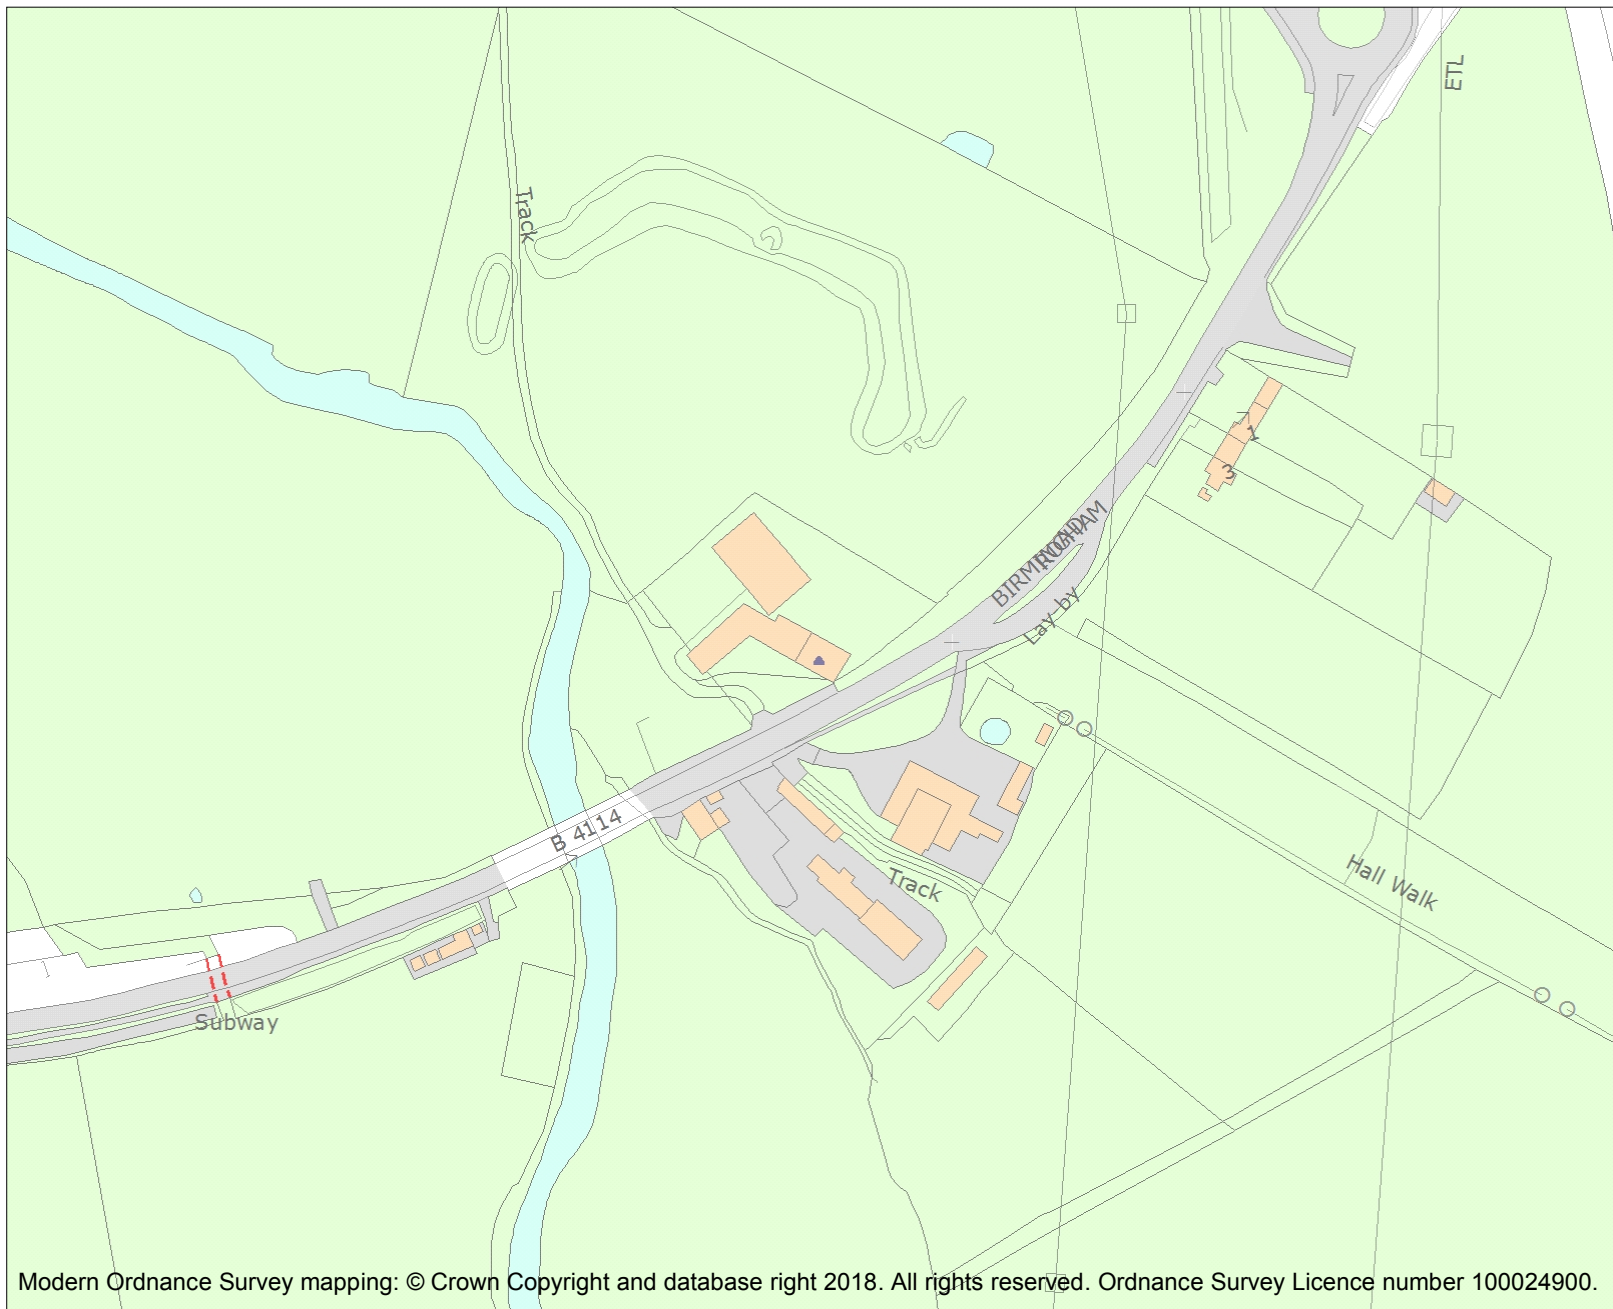 ETL
Track
7
1
3
BIRMINGHAM
ROAD
Lay-by
B 4114
Hall Walk
Track
Subway
Modern Ordnance Survey mapping: © Crown Copyright and database right 2018. All rights reserved. Ordnance Survey Licence number 100024900.